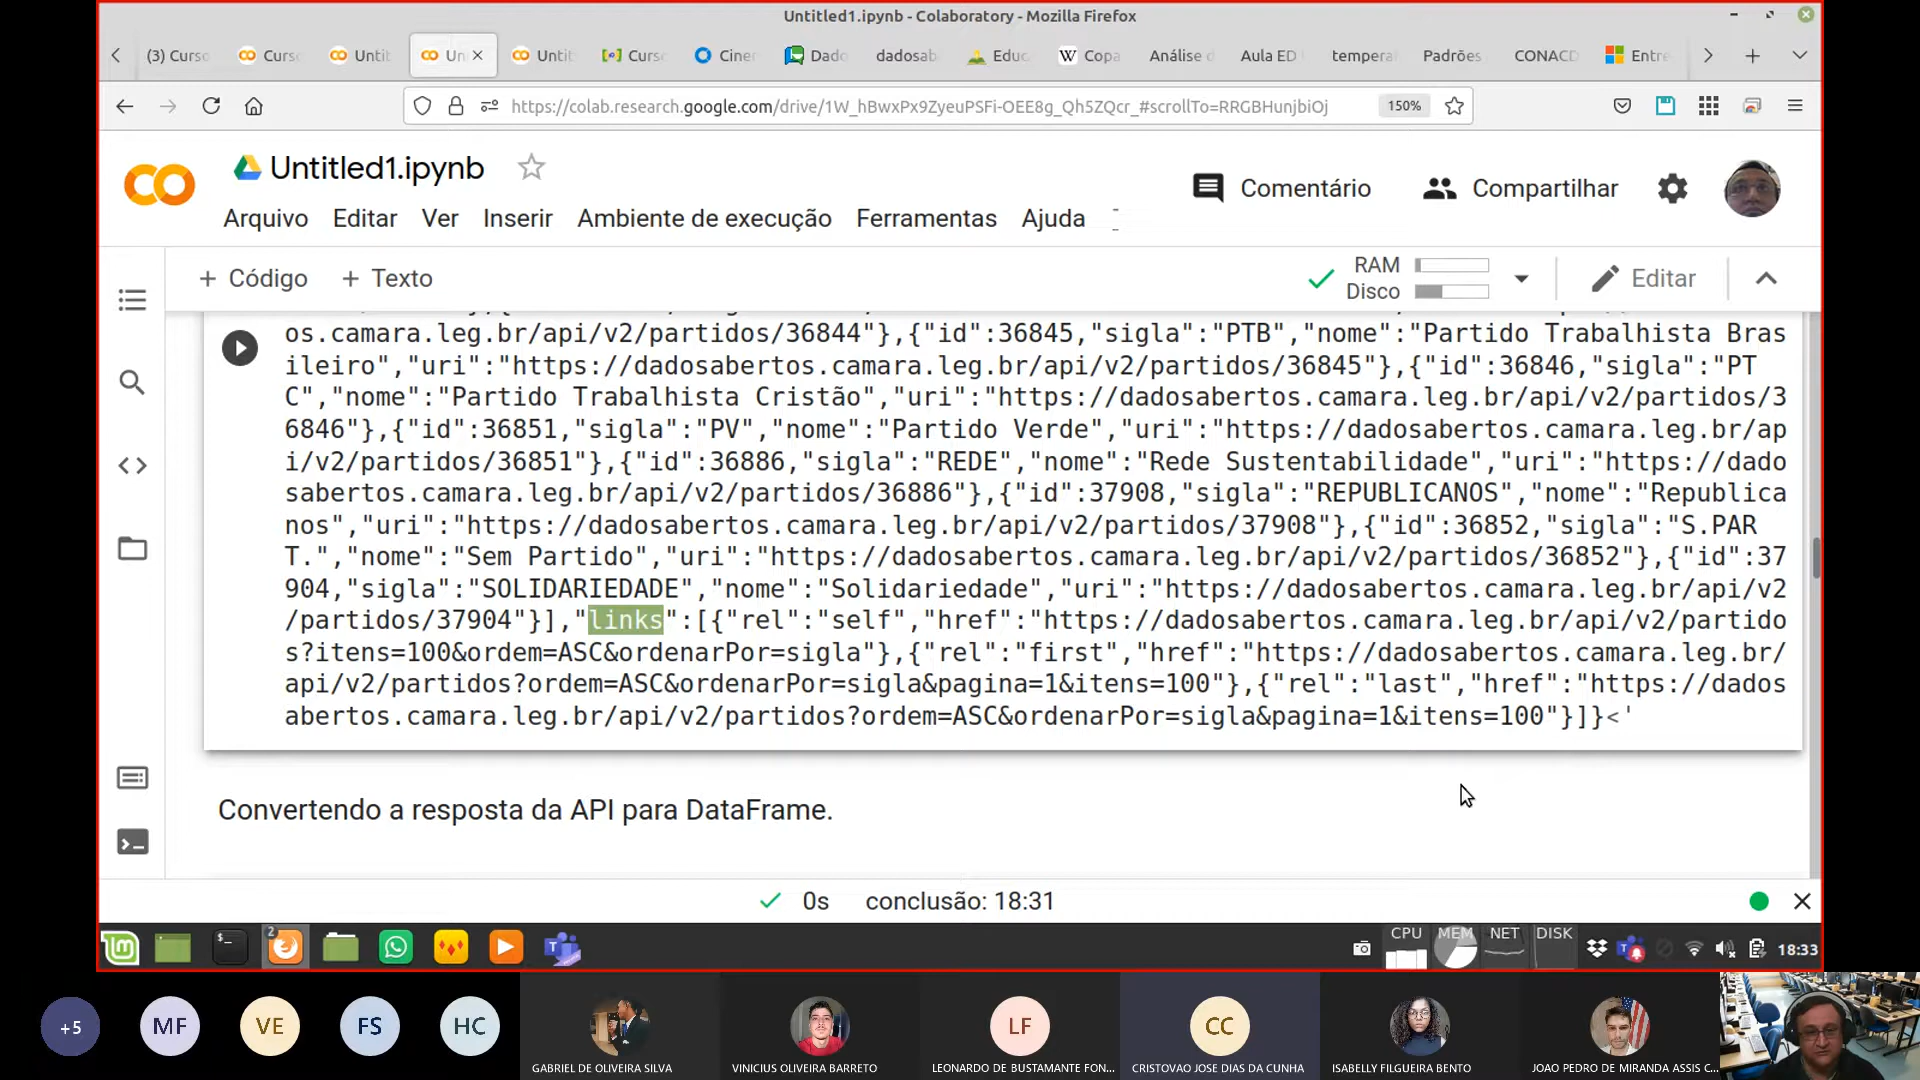 Untitled1.ipynb - Colaboratory - Mozilla Firefox
(3) Curso
Curso
Untit
Un
Untit
Curso
Ciner
Dado
dadosab
Educ
Copa
Análise d
Aula ED
tempera
Padrões
CONACD
Entre
https://colab.research.google.com/drive/1W_hBwxPx9ZyeuPSFi-OEE8g_Qh5ZQcr_#scrollTo=RRGBHunjbiOj
150%
Untitled1.ipynb
Comentário
Compartilhar
Arquivo Editar Ver Inserir Ambiente de execução Ferramentas Ajuda
+ Código + Texto
RAM
Disco
Editar
os.camara.leg.br/api/v2/partidos/36844"},{"id":36845,"sigla":"PTB","nome":"Partido Trabalhista Bras
ileiro","uri":"https://dadosabertos.camara.leg.br/api/v2/partidos/36845"},{"id":36846,"sigla":"PT
C","nome":"Partido Trabalhista Cristão","uri":"https://dadosabertos.camara.leg.br/api/v2/partidos/3
6846"},{"id":36851,"sigla":"PV","nome":"Partido Verde","uri":"https://dadosabertos.camara.leg.br/ap
i/v2/partidos/36851"},{"id":36886,"sigla":"REDE","nome":"Rede Sustentabilidade","uri":"https://dado
sabertos.camara.leg.br/api/v2/partidos/36886"},{"id":37908,"sigla":"REPUBLICANOS","nome":"Republica
nos","uri":"https://dadosabertos.camara.leg.br/api/v2/partidos/37908"},{"id":36852,"sigla":"S.PAR
T.","nome":"Sem Partido","uri":"https://dadosabertos.camara.leg.br/api/v2/partidos/36852"},{"id":37
904,"sigla":"SOLIDARIEDADE","nome":"Solidariedade","uri":"https://dadosabertos.camara.leg.br/api/v2
/partidos/37904"}],"links":[{"rel":"self","href":"https://dadosabertos.camara.leg.br/api/v2/partido
s?itens=100&ordem=ASC&ordenarPor=sigla"},{"rel":"first","href":"https://dadosabertos.camara.leg.br/
api/v2/partidos?ordem=ASC&ordenarPor=sigla&pagina=1&itens=100"},{"rel":"last","href":"https://dados
abertos.camara.leg.br/api/v2/partidos?ordem=ASC&ordenarPor=sigla&pagina=1&itens=100"}]}<'
Convertendo a resposta da API para DataFrame.
0s conclusão: 18:31
2
CPU MEM NET DISK
18:33
+5
MF
VE
FS
HC
LF
CC
GABRIEL DE OLIVEIRA SILVA
VINICIUS OLIVEIRA BARRETO
LEONARDO DE BUSTAMANTE FON...
CRISTOVAO JOSE DIAS DA CUNHA
ISABELLY FILGUEIRA BENTO
JOAO PEDRO DE MIRANDA ASSIS C...